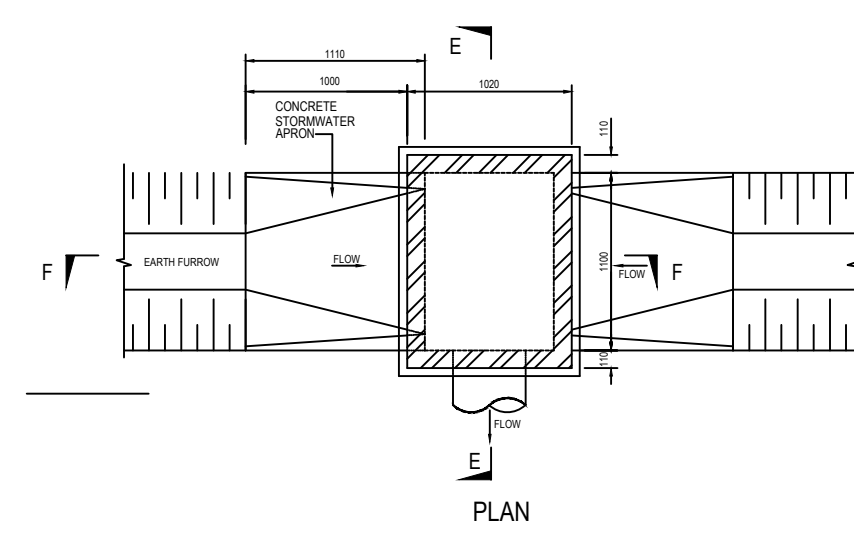 E
1110
1000
1020
CONCRETE
STORMWATER
APRON
110
F
EARTH FURROW
FLOW
1100
FLOW
F
110
FLOW
E
PLAN